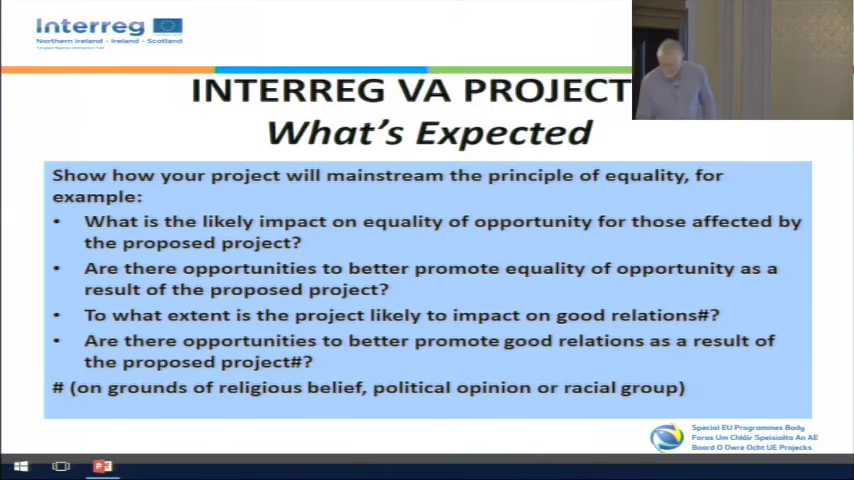 Interreg
Northern Ireland - Ireland - Scotland
European Regional Development Fund
INTERREG VA PROJECT
What's Expected
Show how your project will mainstream the principle of equality, for
example:
• What is the likely impact on equality of opportunity for those affected by
the proposed project?
• Are there opportunities to better promote equality of opportunity as a
result of the proposed project?
• To what extent is the project likely to impact on good relations#?
• Are there opportunities to better promote good relations as a result of
the proposed project#?
# (on grounds of religious belief, political opinion or racial group)
Special EU Programmes Body
Foras Um Chláir Speisialta An AE
Boord O Owre Ocht UE Projecks